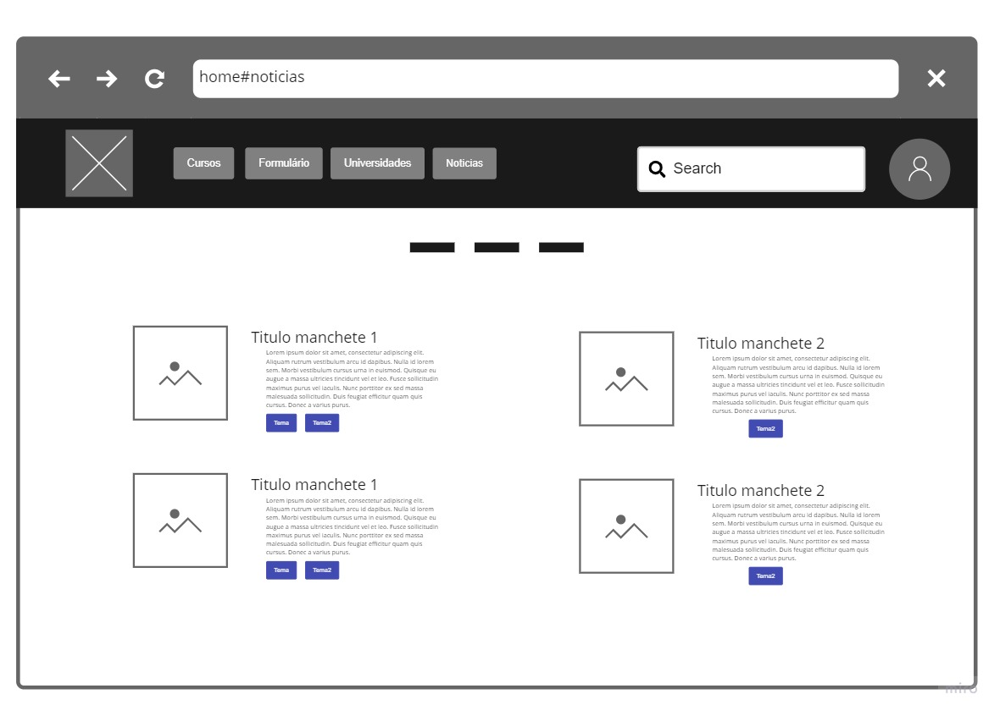 home#noticias
Cursos
Formulário
Universidades
Noticias
Search
Titulo manchete 1
Lorem ipsum dolor sit amet, consectetur adipiscing elit.
Aliquam rutrum vestibulum arcu id dapibus. Nulla id lorem
sem. Morbi vestibulum cursus urna in euismod. Quisque eu
augue a massa ultricies tincidunt vel et leo. Fusce sollicitudin
maximus purus vel iaculis. Nunc porttitor ex sed massa
malesuada sollicitudin. Duis feugiat efficitur quam quis
cursus. Donec a varius purus.
Tema
Tema2
Titulo manchete 2
Lorem ipsum dolor sit amet, consectetur adipiscing elit.
Aliquam rutrum vestibulum arcu id dapibus. Nulla id lorem
sem. Morbi vestibulum cursus urna in euismod. Quisque eu
augue a massa ultricies tincidunt vel et leo. Fusce sollicitudin
maximus purus vel iaculis. Nunc porttitor ex sed massa
malesuada sollicitudin. Duis feugiat efficitur quam quis
cursus. Donec a varius purus.
Tema2
Titulo manchete 1
Lorem ipsum dolor sit amet, consectetur adipiscing elit.
Aliquam rutrum vestibulum arcu id dapibus. Nulla id lorem
sem. Morbi vestibulum cursus urna in euismod. Quisque eu
augue a massa ultricies tincidunt vel et leo. Fusce sollicitudin
maximus purus vel iaculis. Nunc porttitor ex sed massa
malesuada sollicitudin. Duis feugiat efficitur quam quis
cursus. Donec a varius purus.
Tema
Tema2
Titulo manchete 2
Lorem ipsum dolor sit amet, consectetur adipiscing elit.
Aliquam rutrum vestibulum arcu id dapibus. Nulla id lorem
sem. Morbi vestibulum cursus urna in euismod. Quisque eu
augue a massa ultricies tincidunt vel et leo. Fusce sollicitudin
maximus purus vel iaculis. Nunc porttitor ex sed massa
malesuada sollicitudin. Duis feugiat efficitur quam quis
cursus. Donec a varius purus.
Tema2
miro